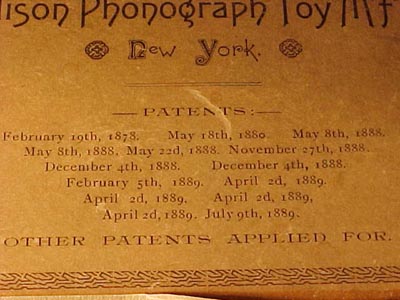 ison Phonograph Toy Mf
New York.
—PATENTS:—
February 19th, 1878. May 18th, 1880. May 8th, 1888.
May 8th, 1888. May 22d, 1888. November 27th, 1888.
December 4th, 1888. December 4th, 1888.
February 5th, 1889. April 2d, 1889.
April 2d, 1889. April 2d, 1889,
April 2d, 1889. July 9th, 1889.
OTHER PATENTS APPLIED FOR.